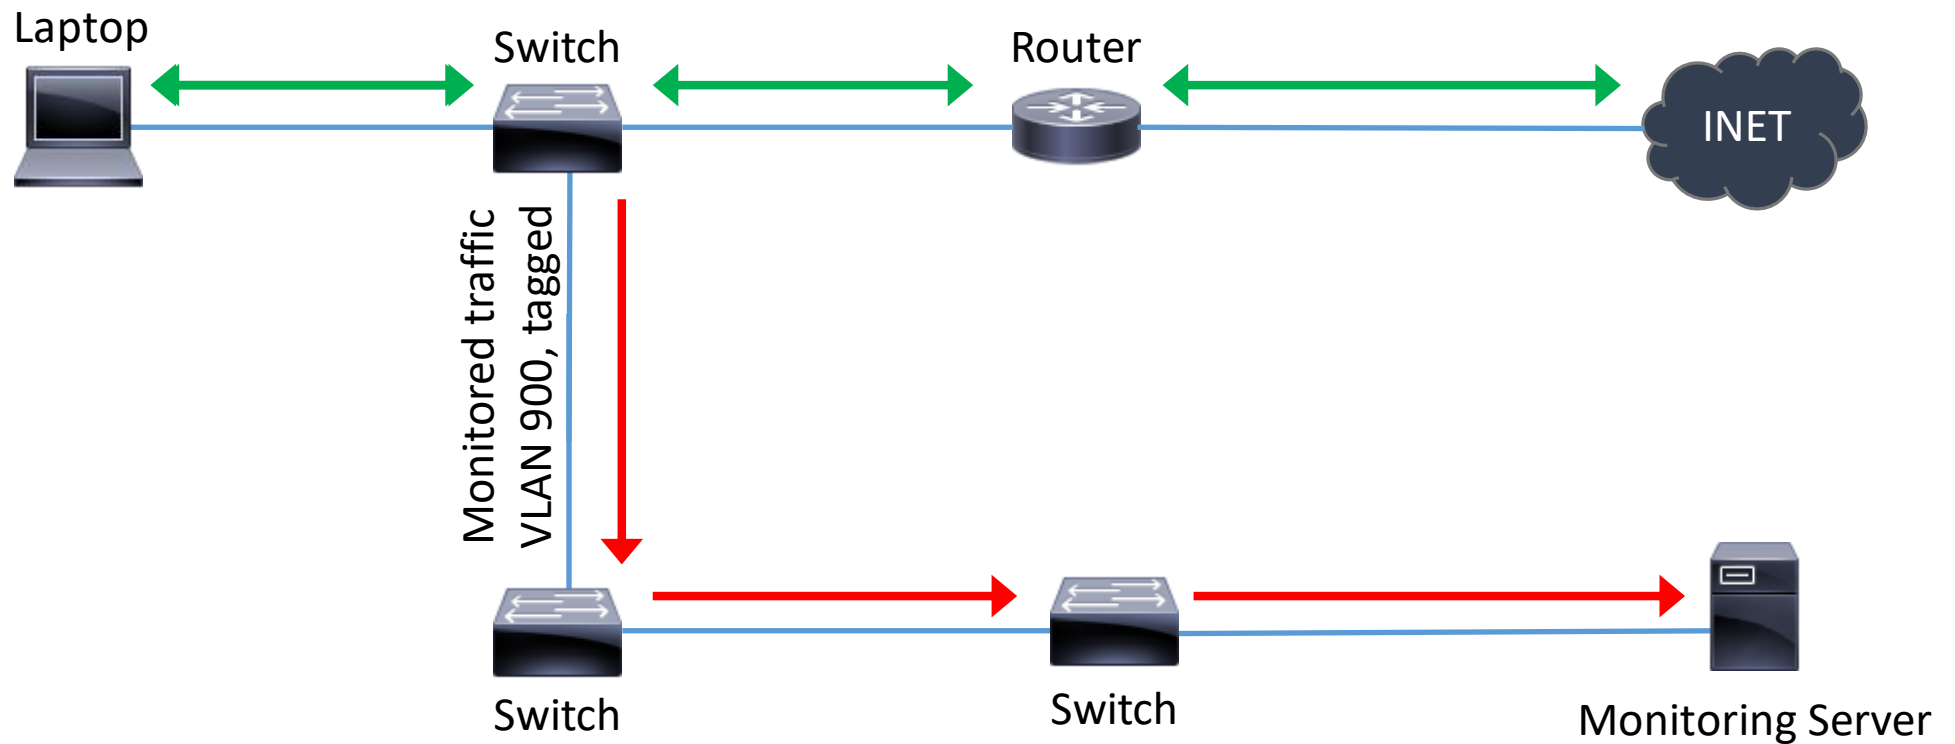 Laptop
Switch
Router
INET
Monitored traffic
VLAN 900, tagged
Switch
Switch
Monitoring Server